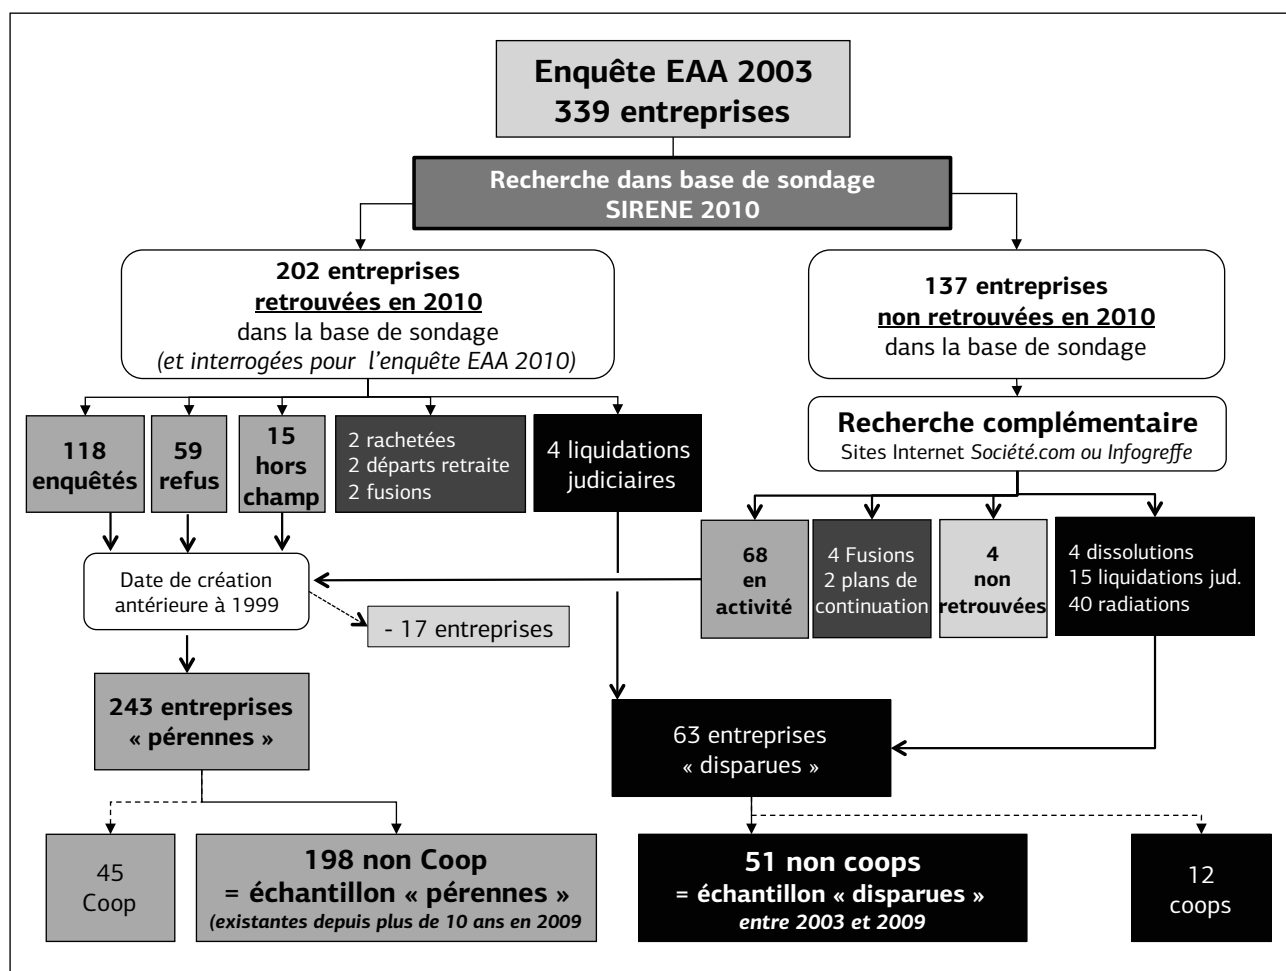 Enquête EAA 2003
339 entreprises
Recherche dans base de sondage
SIRENE 2010
202 entreprises
retrouvées en 2010
dans la base de sondage
(et interrogées pour l'enquête EAA 2010)
137 entreprises
non retrouvées en 2010
dans la base de sondage
118
enquêtés
59
refus
15
hors
champ
2 rachetées
2 départs retraite
2 fusions
4 liquidations
judiciaires
Recherche complémentaire
Sites Internet Société.com ou Infogreffe
68
en
activité
4 Fusions
2 plans de
continuation
4
non
retrouvées
4 dissolutions
15 liquidations jud.
40 radiations
Date de création
antérieure à 1999
- 17 entreprises
243 entreprises
« pérennes »
63 entreprises
« disparues »
45
Coop
198 non Coop
= échantillon « pérennes »
(existantes depuis plus de 10 ans en 2009
51 non coops
= échantillon « disparues »
entre 2003 et 2009
12
coops